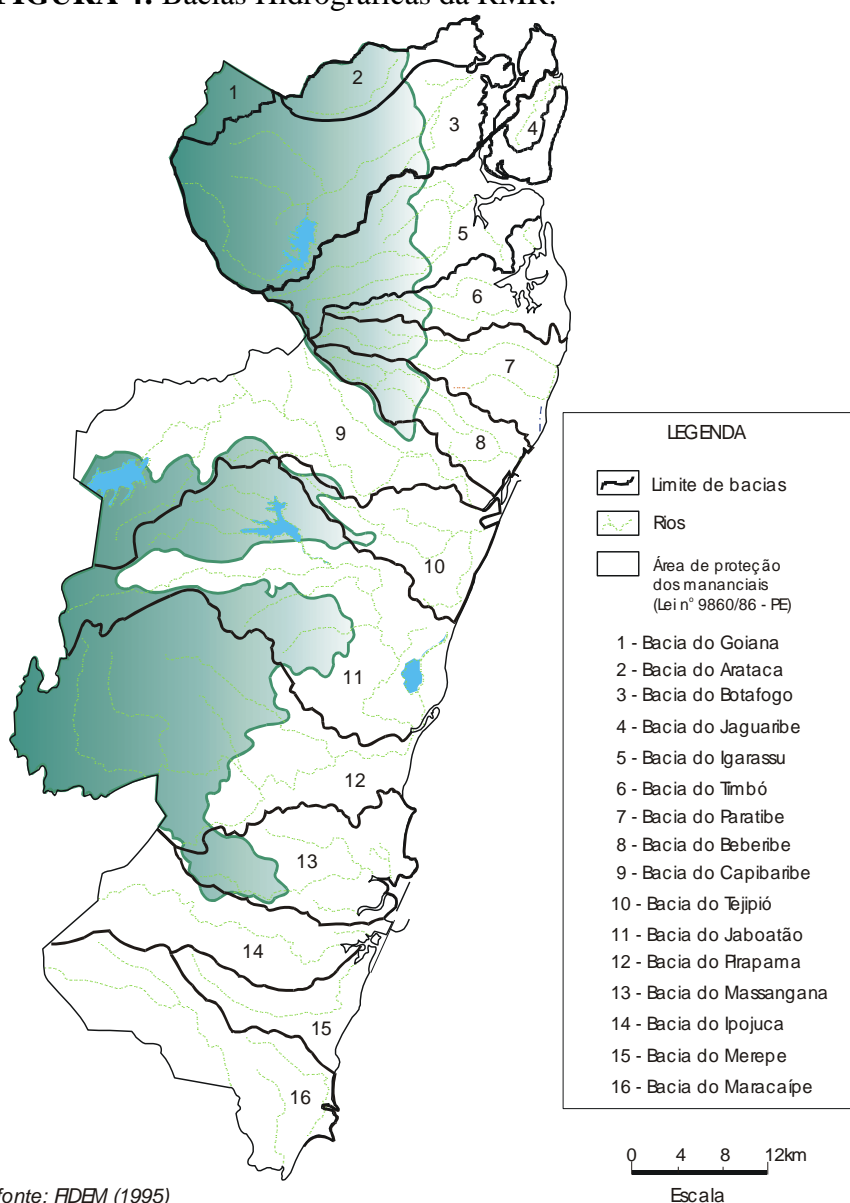 FIGURA 4: Bacias Hidrográficas da RMR.
1
2
3
4
5
6
7
8
9
10
11
12
13
14
15
16
LEGENDA
Limite de bacias
Rios
Área de proteção
dos mananciais
(Lei nº 9860/86 - PE)
1 - Bacia do Goiana
2 - Bacia do Arataca
3 - Bacia do Botafogo
4 - Bacia do Jaguaribe
5 - Bacia do Igarassu
6 - Bacia do Timbó
7 - Bacia do Paratibe
8 - Bacia do Beberibe
9 - Bacia do Capibaribe
10 - Bacia do Tejipió
11 - Bacia do Jaboatão
12 - Bacia do Pirapama
13 - Bacia do Massangana
14 - Bacia do Ipojuca
15 - Bacia do Merepe
16 - Bacia do Maracaípe
0 4 8 12km
Escala
fonte: FIDEM (1995)